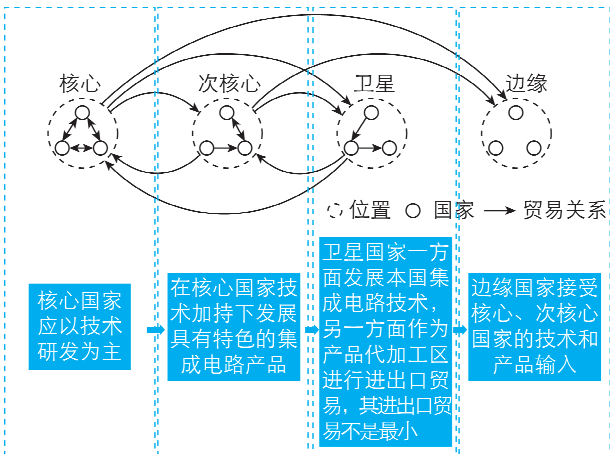 核心
次核心
卫星
边缘
位置
国家
贸易关系
核心国家
应以技术
研发为主
在核心国家技
术加持下发展
具有特色的集
成电路产品
卫星国家一方
面发展本国集
成电路技术，
另一方面作为
产品代加工区
进行进出口贸
易，其进出口贸
易不是最小
边缘国家接受
核心、次核心
国家的技术和
产品输入